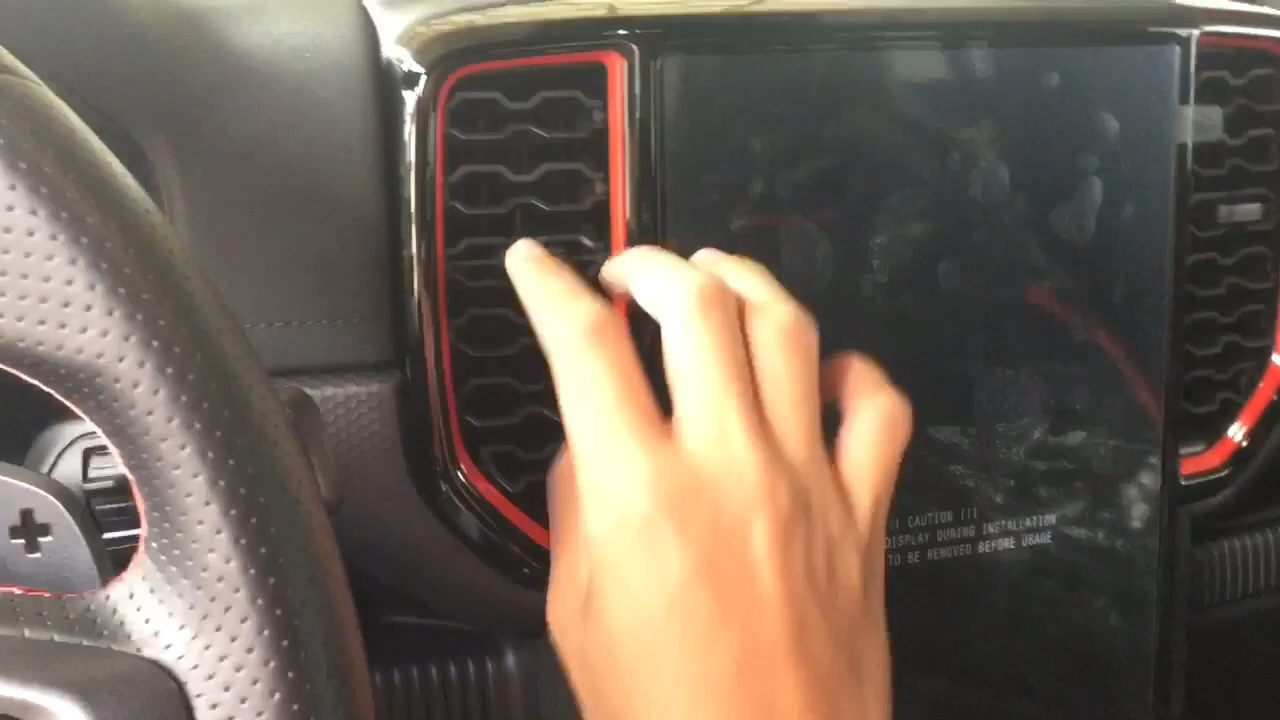 !! CAUTION !!!
DISPLAY DURING INSTALLATION
TO BE REMOVED BEFORE USAGE